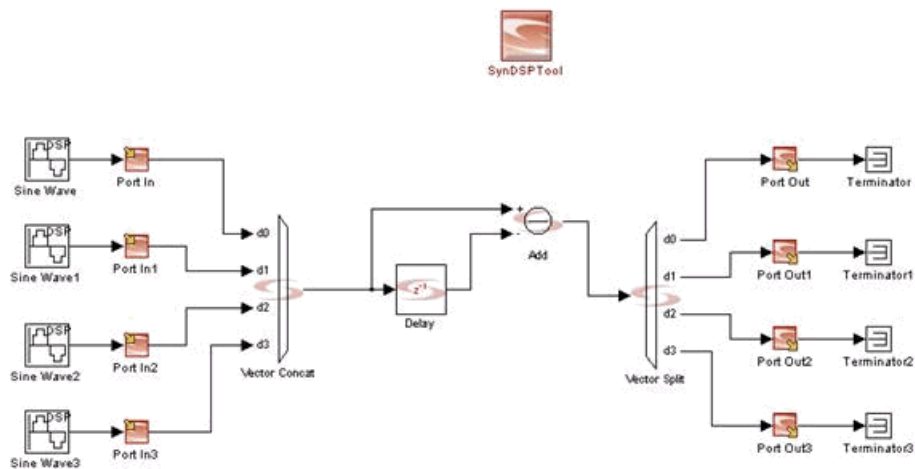 SynDSPTool
DSP
Sine Wave
Port In
DSP
Sine Wave1
Port In1
DSP
Sine Wave2
Port In2
DSP
Sine Wave3
Port In3
d0
d1
d2
d3
Vector Concat
z-1
Delay
+
-
Add
d0
d1
d2
d3
Vector Split
Port Out
Terminator
Port Out1
Terminator1
Port Out2
Terminator2
Port Out3
Terminator3